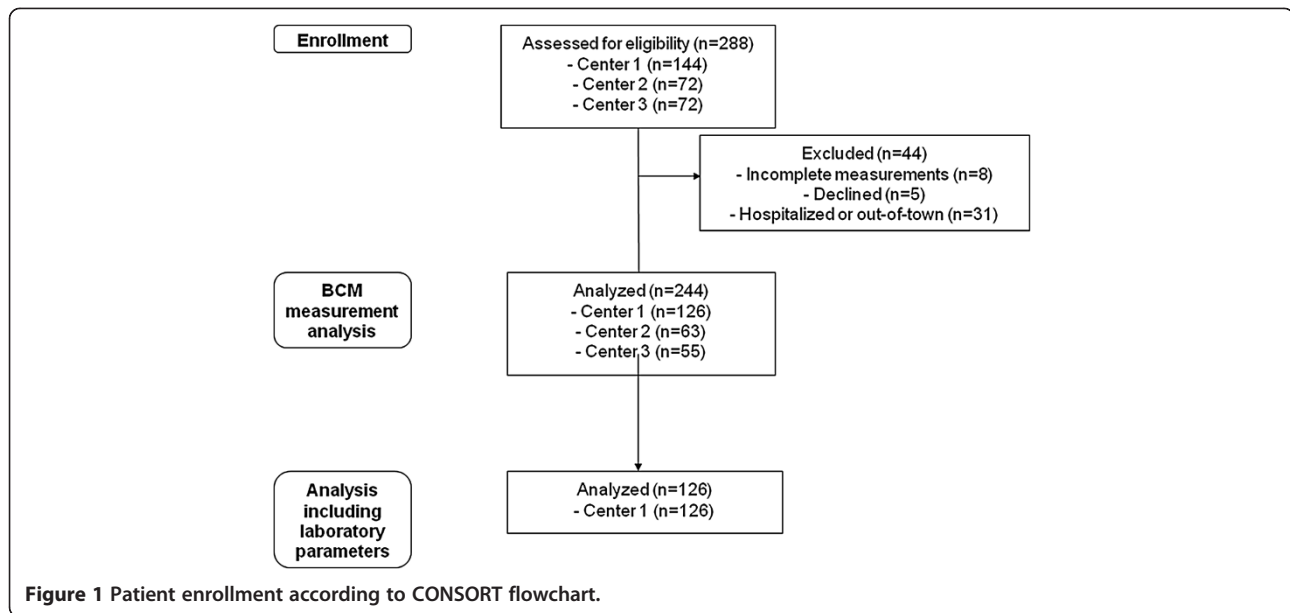 Enrollment
Assessed for eligibility (n=288)
- Center 1 (n=144)
- Center 2 (n=72)
- Center 3 (n=72)
Excluded (n=44)
- Incomplete measurements (n=8)
- Declined (n=5)
- Hospitalized or out-of-town (n=31)
BCM
measurement
analysis
Analyzed (n=244)
- Center 1 (n=126)
- Center 2 (n=63)
- Center 3 (n=55)
Analysis
including
laboratory
parameters
Analyzed (n=126)
- Center 1 (n=126)
Figure 1 Patient enrollment according to CONSORT flowchart.